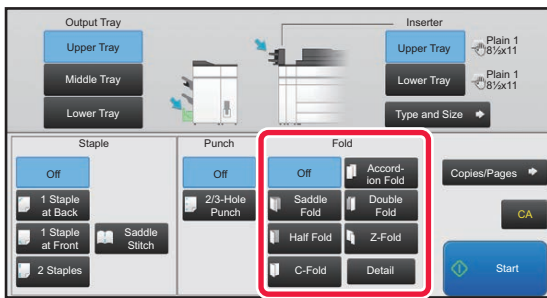 Output Tray
Upper Tray
Middle Tray
Lower Tray
Inserter
Upper Tray
Plain 1
8½x11
Lower Tray
Plain 1
8½x11
Type and Size
Staple
Off
1 Staple
at Back
1 Staple
at Front
Saddle
Stitch
2 Staples
Punch
Off
2/3-Hole
Punch
Fold
Off
Accord-
ion Fold
Saddle
Fold
Double
Fold
Half Fold
Z-Fold
C-Fold
Detail
Copies/Pages
CA
Start